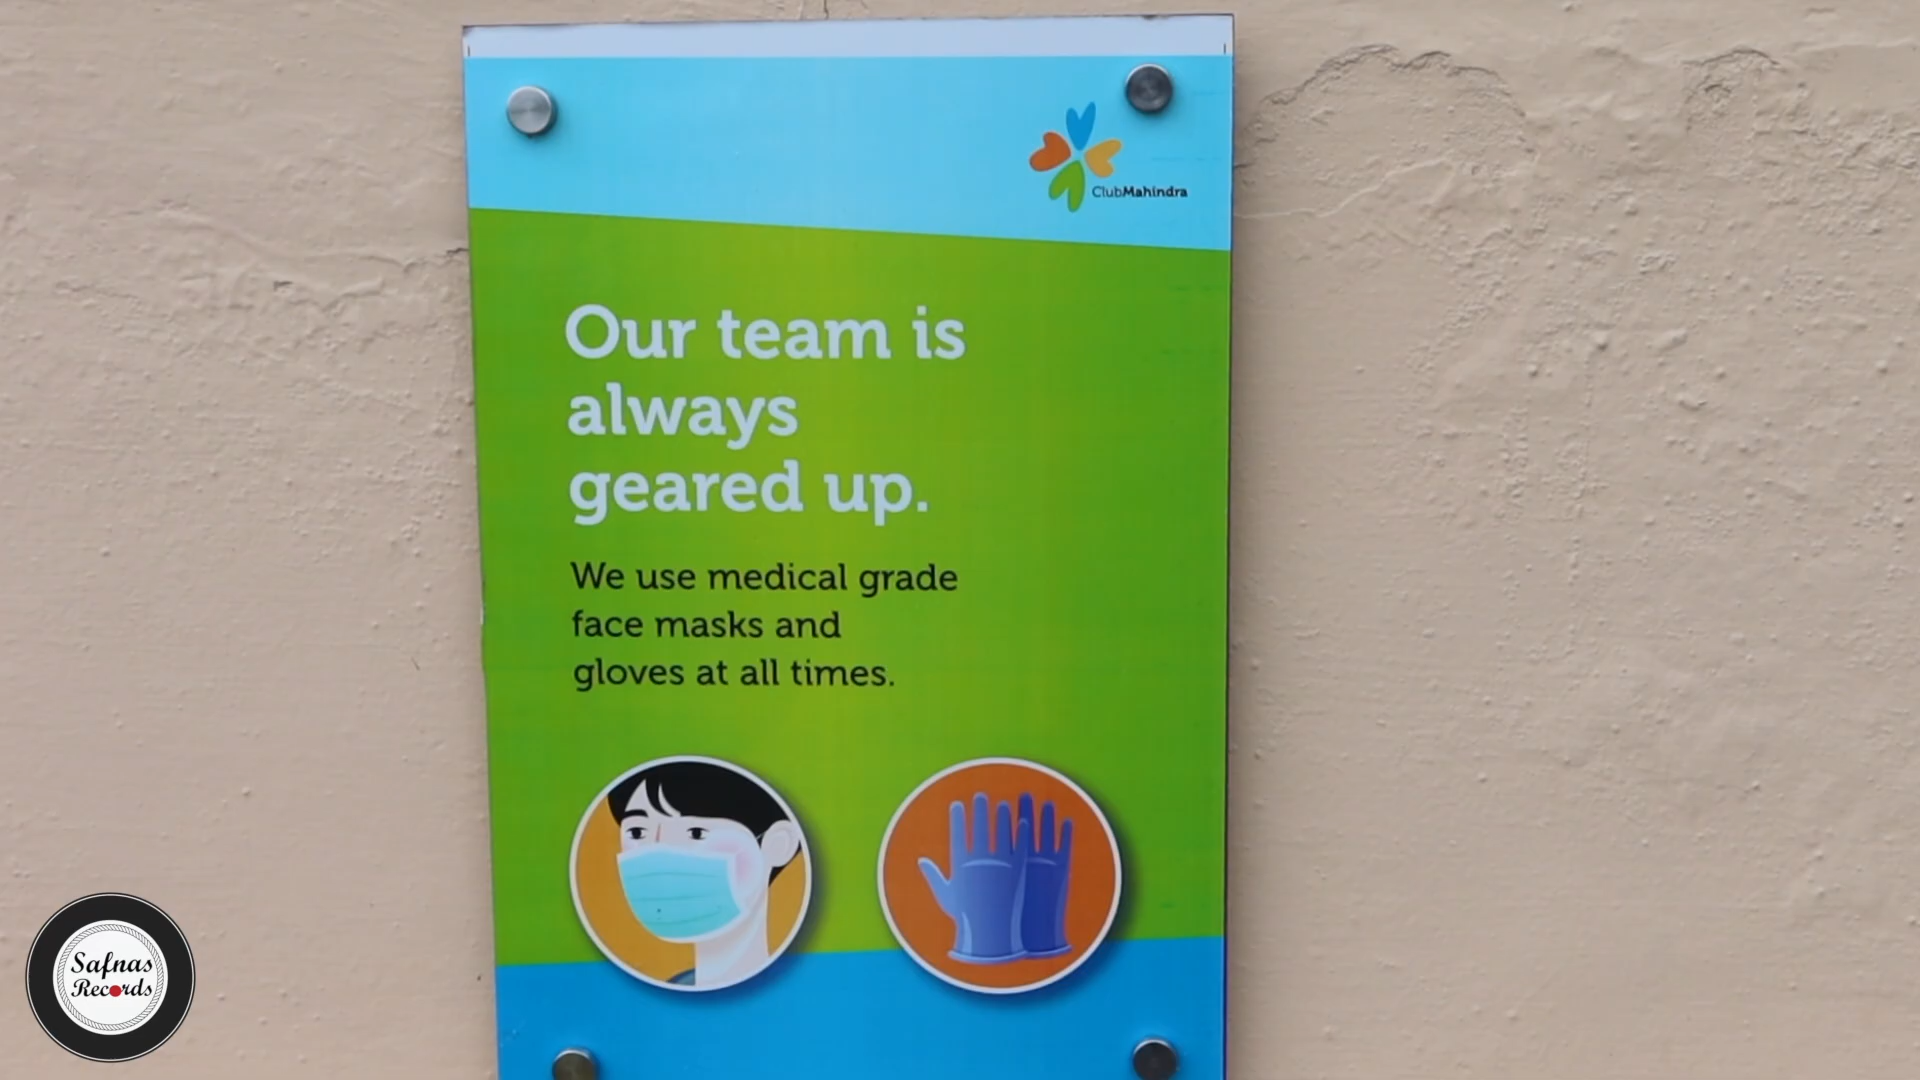 ClubMahindra
Our team is
always
geared up.
We use medical grade
face masks and
gloves at all times.
Safnas
Records